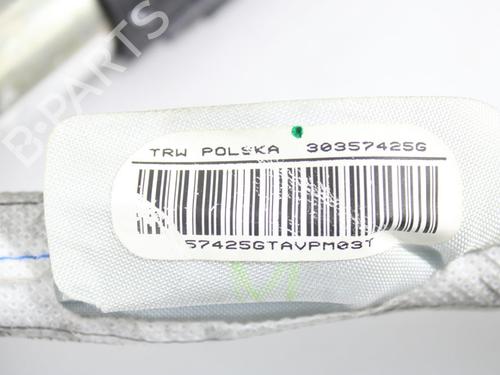 B-PARTS
TRW POLSKA 30357425G
57425GTAVPM03T
M